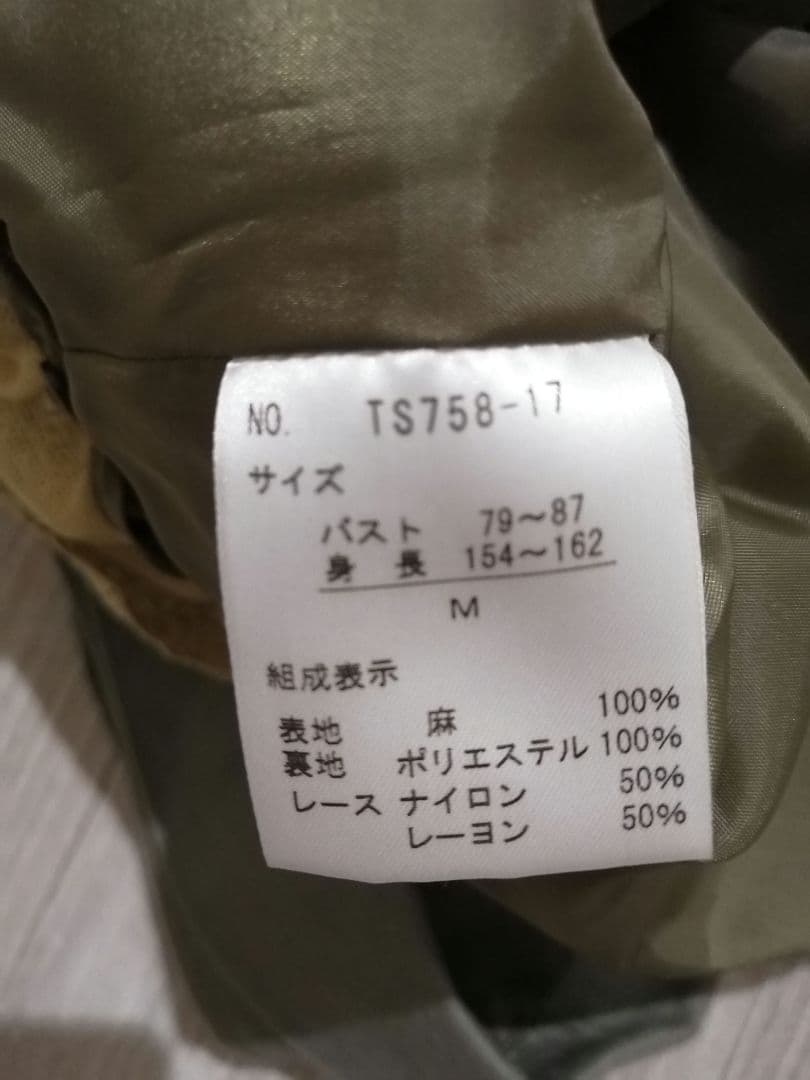 NO. TS758-17
サイズ
バスト 79～87
身長 154～162
M
組成表示
表地 麻 100%
裏地 ポリエステル 100%
レース ナイロン 50%
レーヨン 50%